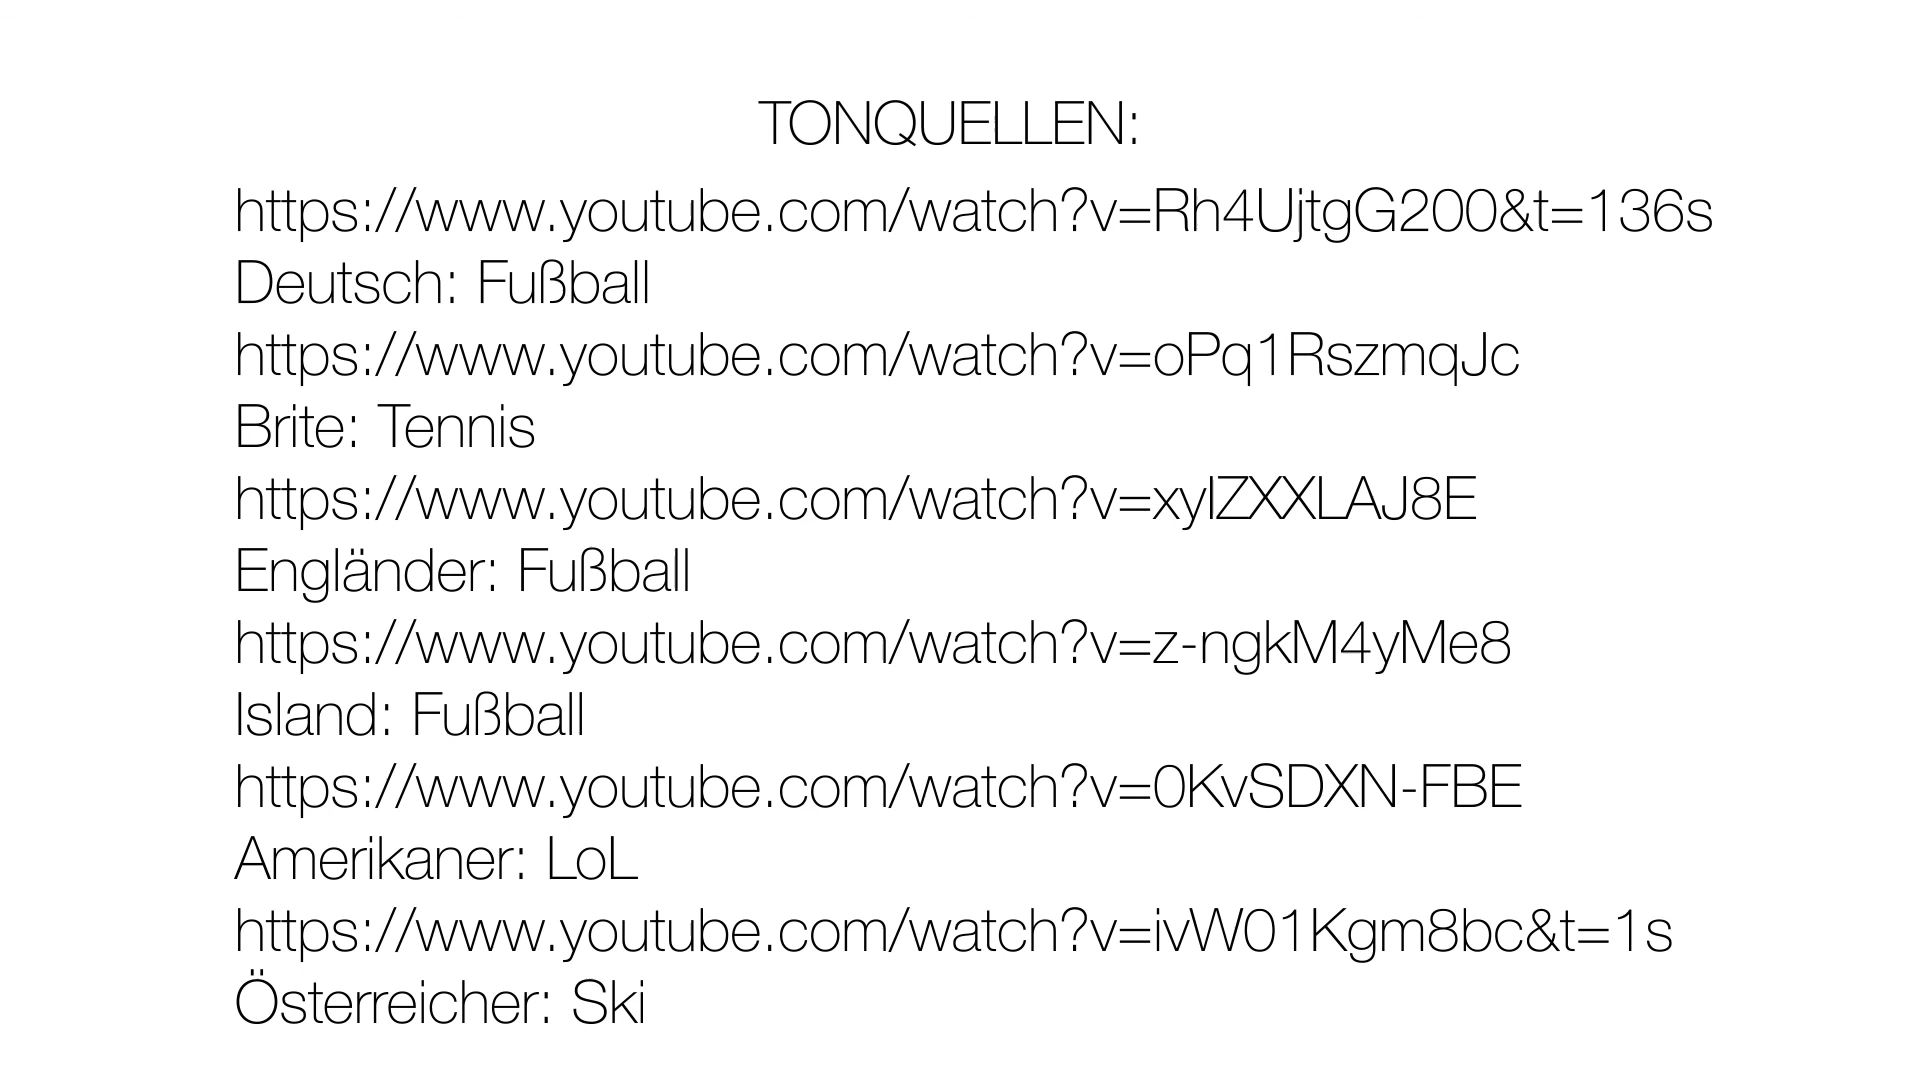 TONQUELLEN:
https://www.youtube.com/watch?v=Rh4UjtgG200&t=136s
Deutsch: Fußball
https://www.youtube.com/watch?v=oPq1RszmqJc
Brite: Tennis
https://www.youtube.com/watch?v=xyIZXXLAJ8E
Engländer: Fußball
https://www.youtube.com/watch?v=z-ngkM4yMe8
Island: Fußball
https://www.youtube.com/watch?v=0KvSDXN-FBE
Amerikaner: LoL
https://www.youtube.com/watch?v=ivW01Kgm8bc&t=1s
Österreicher: Ski